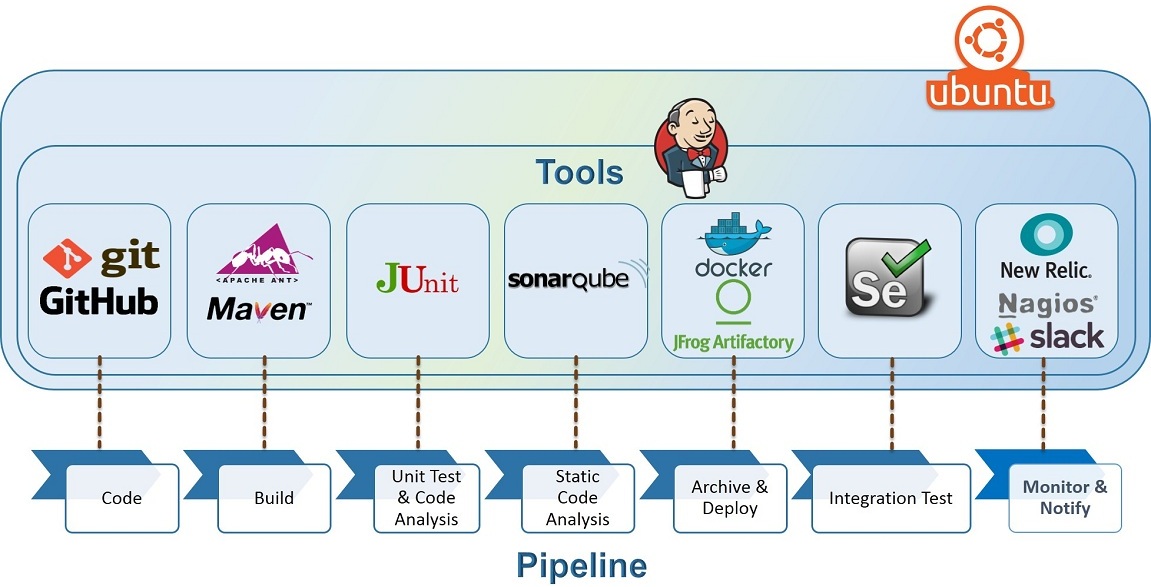 ubuntu
Tools
git
GitHub
<APACHE ANT>
Maven™
JUnit
sonarqube
docker
JFrog Artifactory
Se
New Relic.
Nagios®
slack
Code
Build
Unit Test
& Code
Analysis
Static
Code
Analysis
Archive &
Deploy
Integration Test
Monitor &
Notify
Pipeline